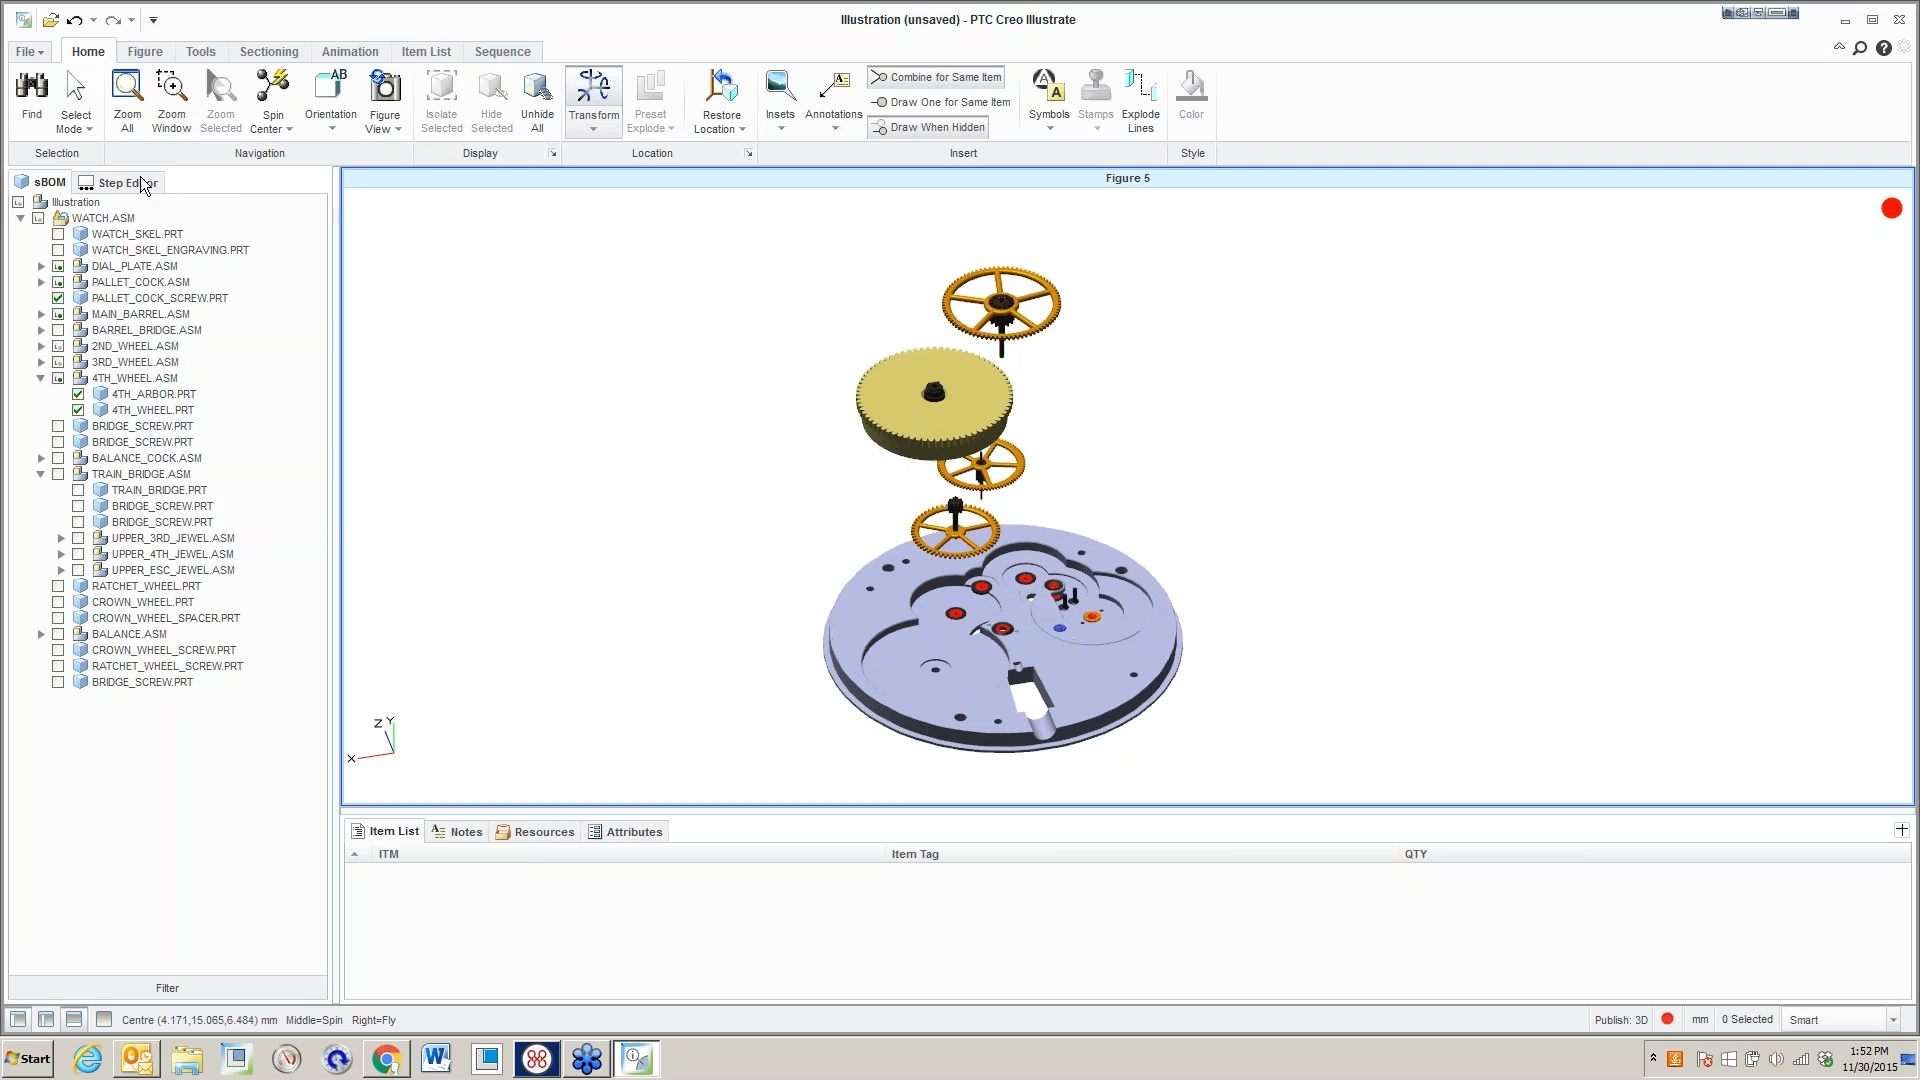 Illustration (unsaved) - PTC Creo Illustrate
File Home Figure Tools Sectioning Animation Item List Sequence
Find
Select Mode
Zoom All
Zoom Window
Zoom Selected
Spin Center
Orientation
Figure View
Isolate Selected
Hide Selected
Unhide All
Transform
Preset Explode
Restore Location
Insets
Annotations
Combine for Same Item
Draw One for Same Item
Draw When Hidden
Symbols
Stamps
Explode Lines
Color
Selection Navigation Display Location Insert Style
sBOM Step Editor
Figure 5
Illustration
WATCH.ASM
WATCH_SKEL.PRT
WATCH_SKEL_ENGRAVING.PRT
DIAL_PLATE.ASM
PALLET_COCK.ASM
PALLET_COCK_SCREW.PRT
MAIN_BARREL.ASM
BARREL_BRIDGE.ASM
2ND_WHEEL.ASM
3RD_WHEEL.ASM
4TH_WHEEL.ASM
4TH_ARBOR.PRT
4TH_WHEEL.PRT
BRIDGE_SCREW.PRT
BRIDGE_SCREW.PRT
BALANCE_COCK.ASM
TRAIN_BRIDGE.ASM
TRAIN_BRIDGE.PRT
BRIDGE_SCREW.PRT
BRIDGE_SCREW.PRT
UPPER_3RD_JEWEL.ASM
UPPER_4TH_JEWEL.ASM
UPPER_ESC_JEWEL.ASM
RATCHET_WHEEL.PRT
CROWN_WHEEL.PRT
CROWN_WHEEL_SPACER.PRT
BALANCE.ASM
CROWN_WHEEL_SCREW.PRT
RATCHET_WHEEL_SCREW.PRT
BRIDGE_SCREW.PRT
Filter
Z Y
X
Item List Notes Resources Attributes
ITM Item Tag QTY
Centre (4.171,15.065,6.484) mm Middle=Spin Right=Fly
Publish: 3D mm 0 Selected Smart
Start
1:52 PM
11/30/2015